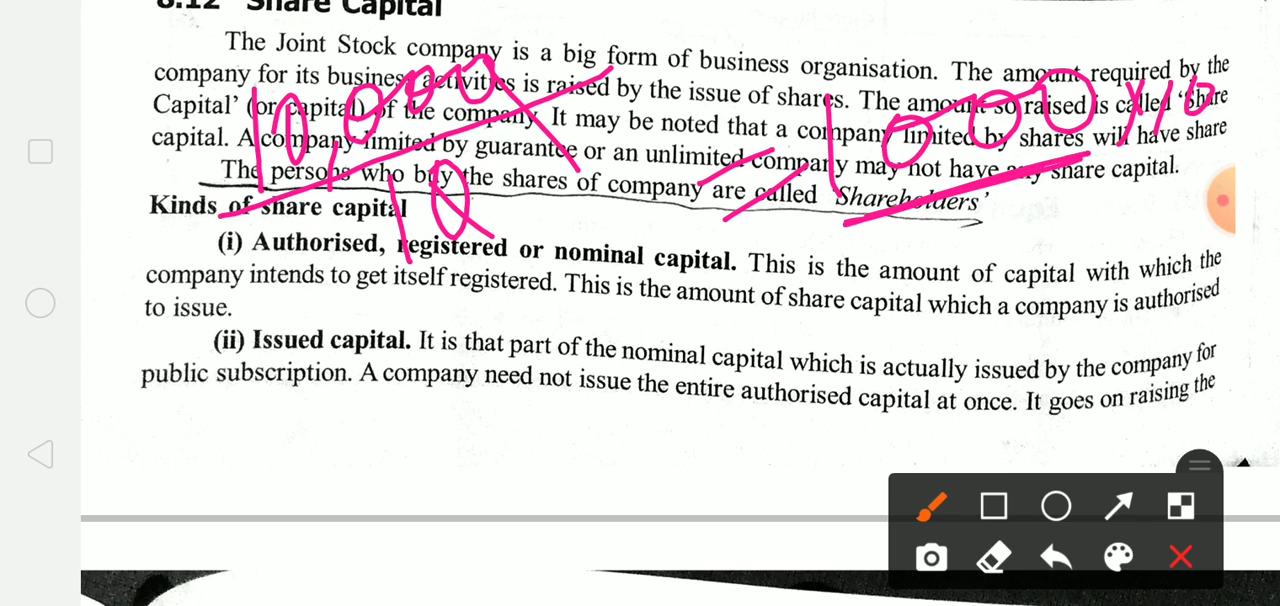 8.12 Share Capital
The Joint Stock company is a big form of business organisation. The amount required by the
company for its business activities is raised by the issue of shares. The amount so raised is called 'Share
Capital' (or capital) of the company. It may be noted that a company limited by shares will have share
capital. A company limited by guarantee or an unlimited company may not have any share capital.
The persons who buy the shares of company are called 'Shareholders'
Kinds of share capital
(i) Authorised, registered or nominal capital. This is the amount of capital with which the
company intends to get itself registered. This is the amount of share capital which a company is authorised
to issue.
(ii) Issued capital. It is that part of the nominal capital which is actually issued by the company for
public subscription. A company need not issue the entire authorised capital at once. It goes on raising the
10,000
10
1000 × 10